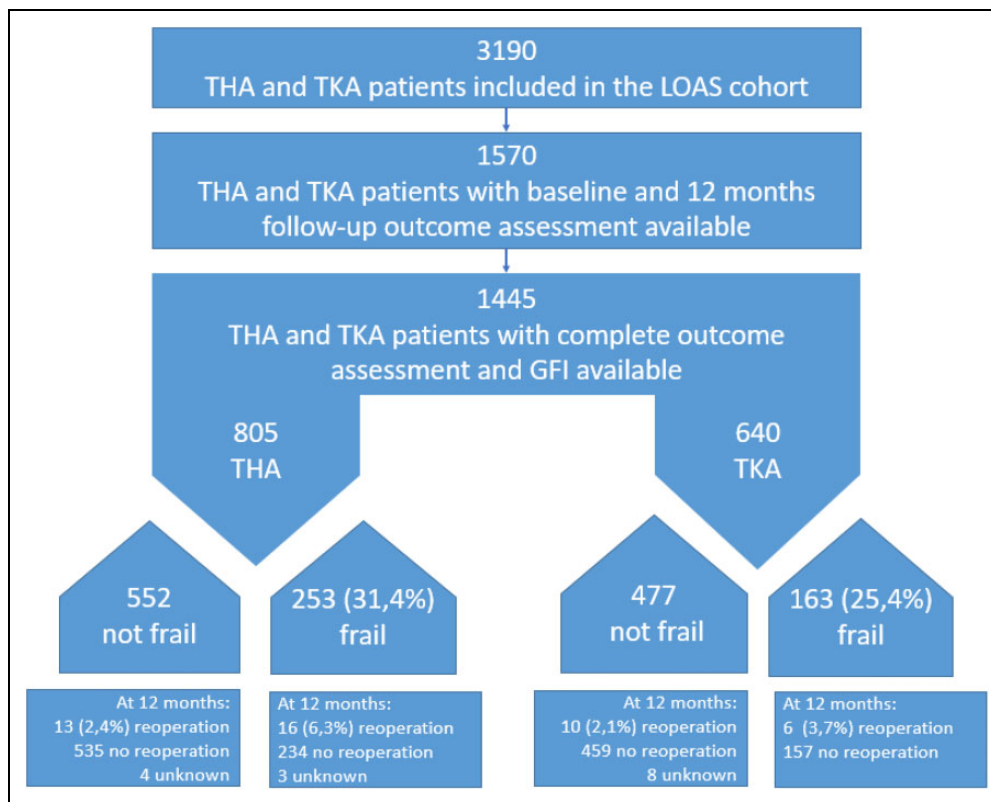 3190
THA and TKA patients included in the LOAS cohort
1570
THA and TKA patients with baseline and 12 months
follow-up outcome assessment available
1445
THA and TKA patients with complete outcome
assessment and GFI available
805
THA
640
TKA
552
not frail
253 (31,4%)
frail
477
not frail
163 (25,4%)
frail
At 12 months:
13 (2,4%) reoperation
535 no reoperation
4 unknown
At 12 months:
16 (6,3%) reoperation
234 no reoperation
3 unknown
At 12 months:
10 (2,1%) reoperation
459 no reoperation
8 unknown
At 12 months:
6 (3,7%) reoperation
157 no reoperation